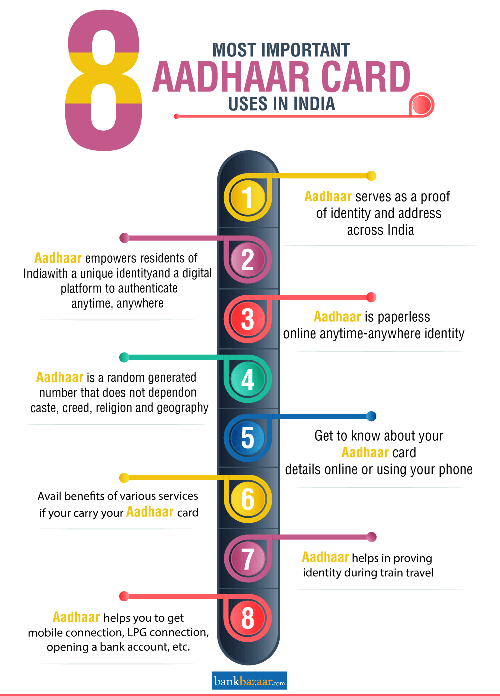 8
MOST IMPORTANT
AADHAAR CARD
USES IN INDIA
1
Aadhaar serves as a proof
of identity and address
across India
2
Aadhaar empowers residents of
Indiawith a unique identityand a digital
platform to authenticate
anytime, anywhere
3
Aadhaar is paperless
online anytime-anywhere identity
4
Aadhaar is a random generated
number that does not dependon
caste, creed, religion and geography
5
Get to know about your
Aadhaar card
details online or using your phone
6
Avail benefits of various services
if your carry your Aadhaar card
7
Aadhaar helps in proving
identity during train travel
8
Aadhaar helps you to get
mobile connection, LPG connection,
opening a bank account, etc.
bankbazaar.com